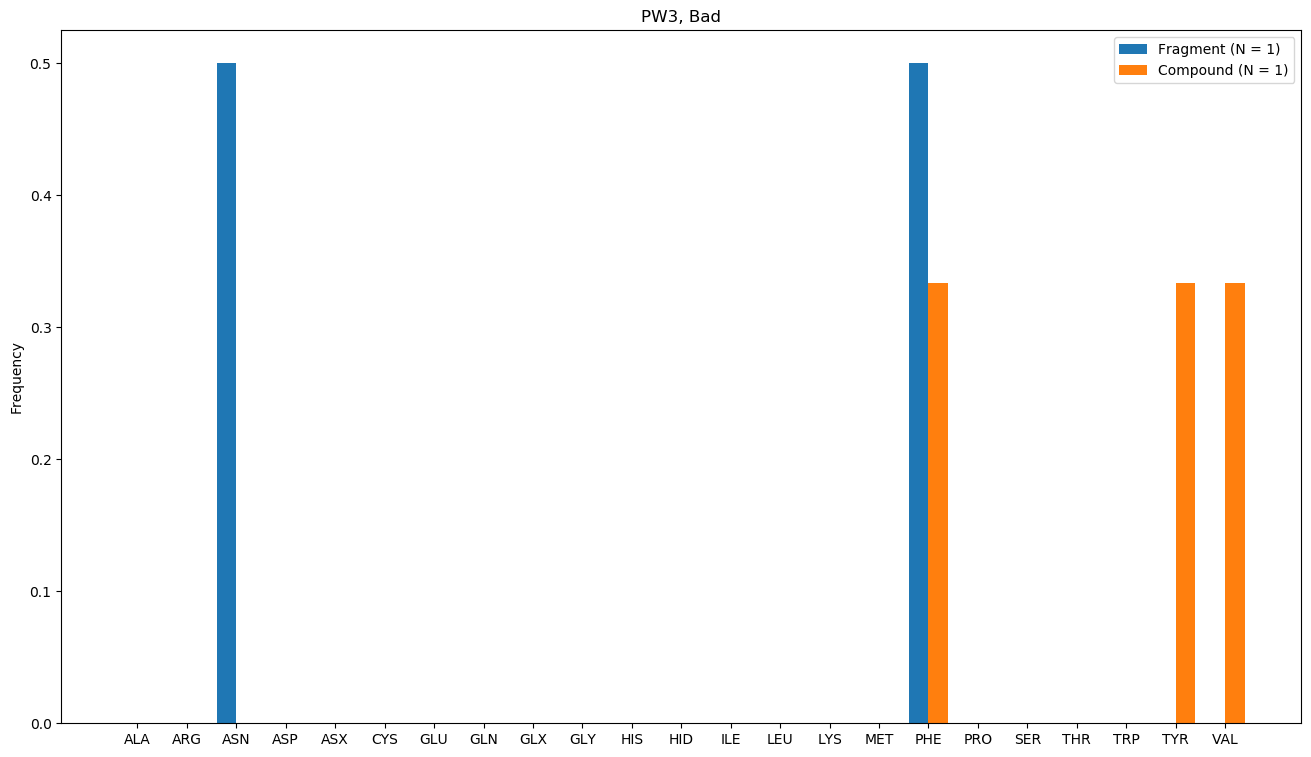 PW3, Bad
Fragment (N = 1)
Compound (N = 1)
Frequency
0.5
0.4
0.3
0.2
0.1
0.0
ALA ARG ASN ASP ASX CYS GLU GLN GLX GLY HIS HID ILE LEU LYS MET PHE PRO SER THR TRP TYR VAL